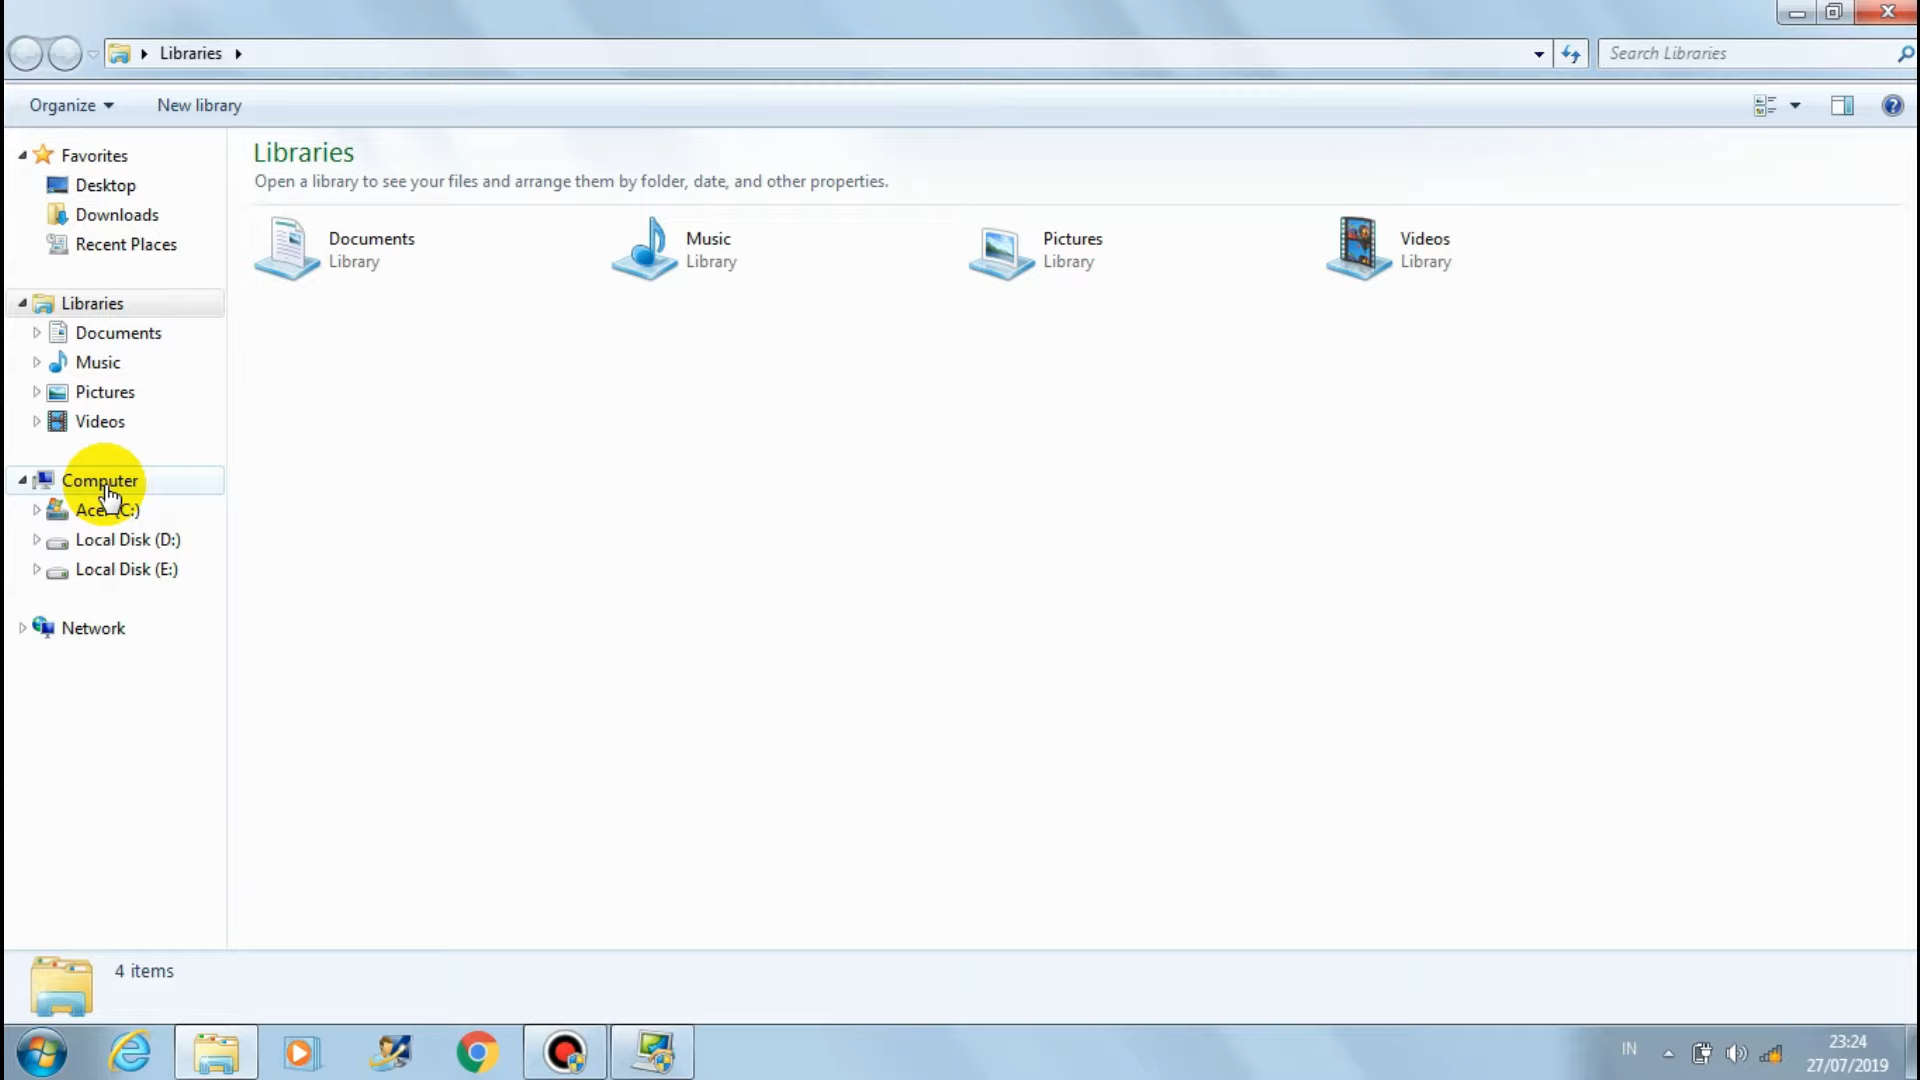 Libraries
Search Libraries
Organize
New library
Favorites
Desktop
Downloads
Recent Places
Libraries
Documents
Music
Pictures
Videos
Computer
Acer (C:)
Local Disk (D:)
Local Disk (E:)
Network
Libraries
Open a library to see your files and arrange them by folder, date, and other properties.
Documents
Library
Music
Library
Pictures
Library
Videos
Library
4 items
IN
23:24
27/07/2019